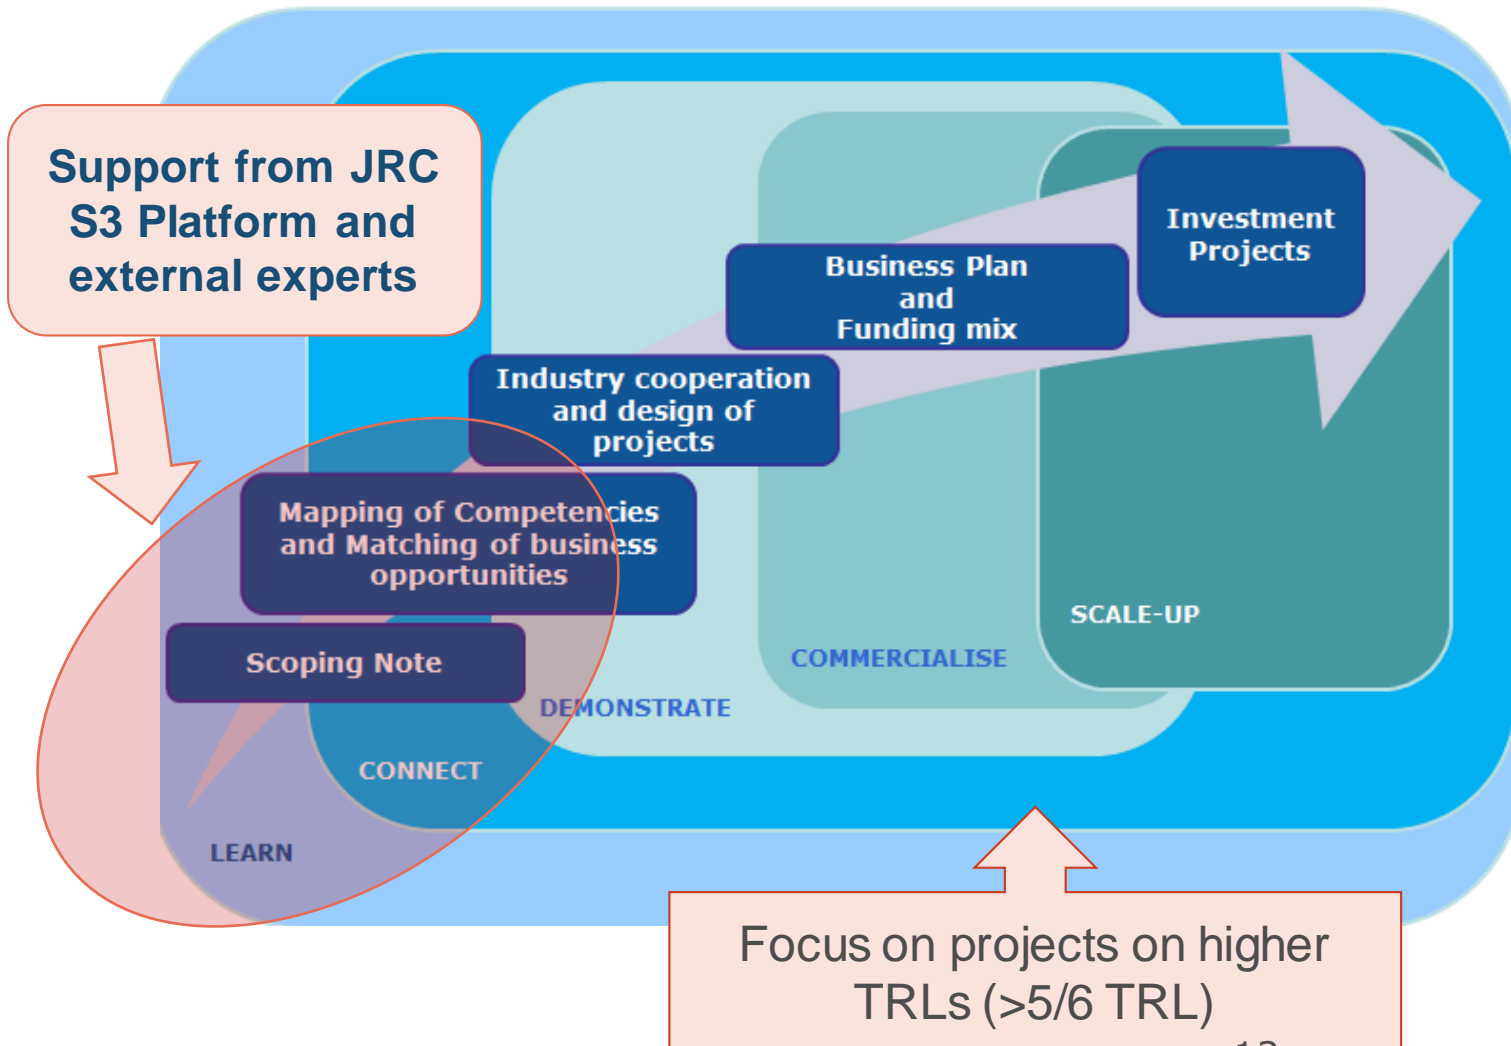 Support from JRC
S3 Platform and
external experts
Investment
Projects
Business Plan
and
Funding mix
Industry cooperation
and design of
projects
Mapping of Competencies
and Matching of business
opportunities
Scoping Note
SCALE-UP
COMMERCIALISE
DEMONSTRATE
CONNECT
LEARN
Focus on projects on higher
TRLs (>5/6 TRL)